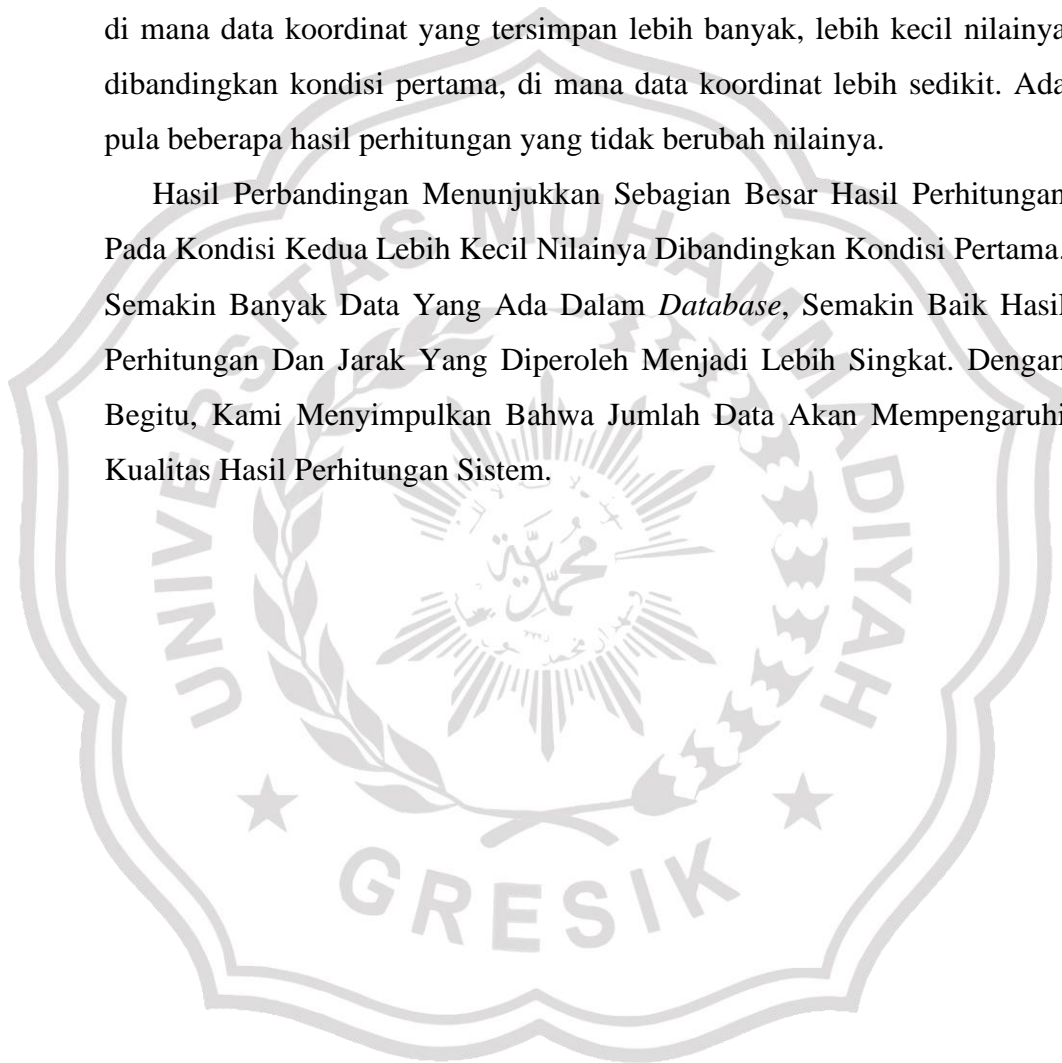 di mana data koordinat yang tersimpan lebih banyak, lebih kecil nilainya
dibandingkan kondisi pertama, di mana data koordinat lebih sedikit. Ada
pula beberapa hasil perhitungan yang tidak berubah nilainya.
Hasil Perbandingan Menunjukkan Sebagian Besar Hasil Perhitungan
Pada Kondisi Kedua Lebih Kecil Nilainya Dibandingkan Kondisi Pertama.
Semakin Banyak Data Yang Ada Dalam Database, Semakin Baik Hasil
Perhitungan Dan Jarak Yang Diperoleh Menjadi Lebih Singkat. Dengan
Begitu, Kami Menyimpulkan Bahwa Jumlah Data Akan Mempengaruhi
Kualitas Hasil Perhitungan Sistem.
UNIVERSITAS MUHAMMADIYAH
محمدية
GRESIK